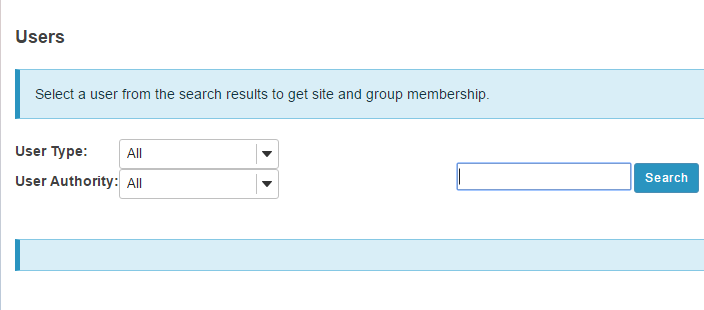 Users
Select a user from the search results to get site and group membership.
User Type: All
User Authority: All
Search